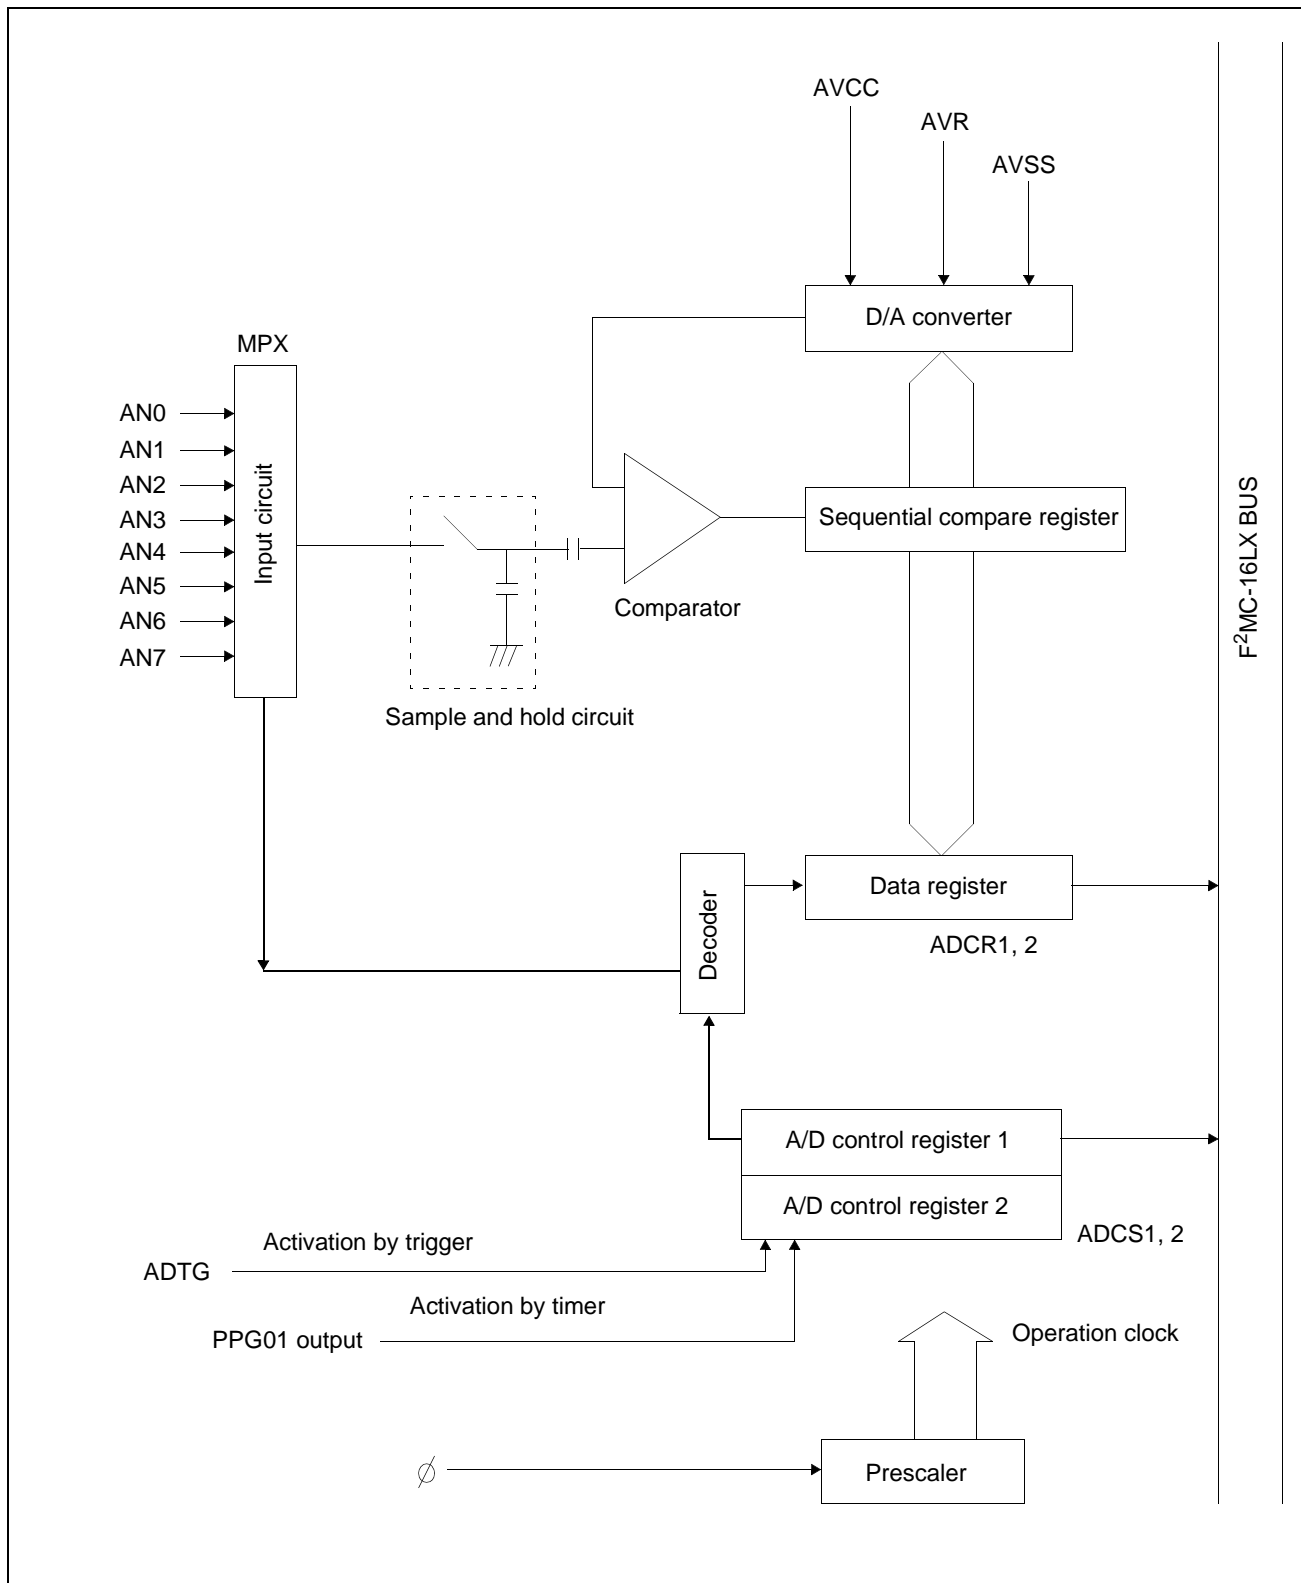 AVCC
AVR
AVSS
D/A converter
MPX
AN0
AN1
AN2
AN3
AN4
AN5
AN6
AN7
Input circuit
Sequential compare register
Comparator
Sample and hold circuit
F²MC-16LX BUS
Decoder
Data register
ADCR1, 2
A/D control register 1
A/D control register 2
ADCS1, 2
Activation by trigger
ADTG
Activation by timer
PPG01 output
Operation clock
ϕ
Prescaler